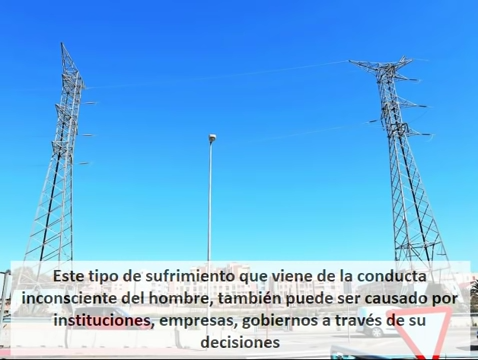 Este tipo de sufrimiento que viene de la conducta
inconsciente del hombre, también puede ser causado por
instituciones, empresas, gobiernos a través de su
decisiones